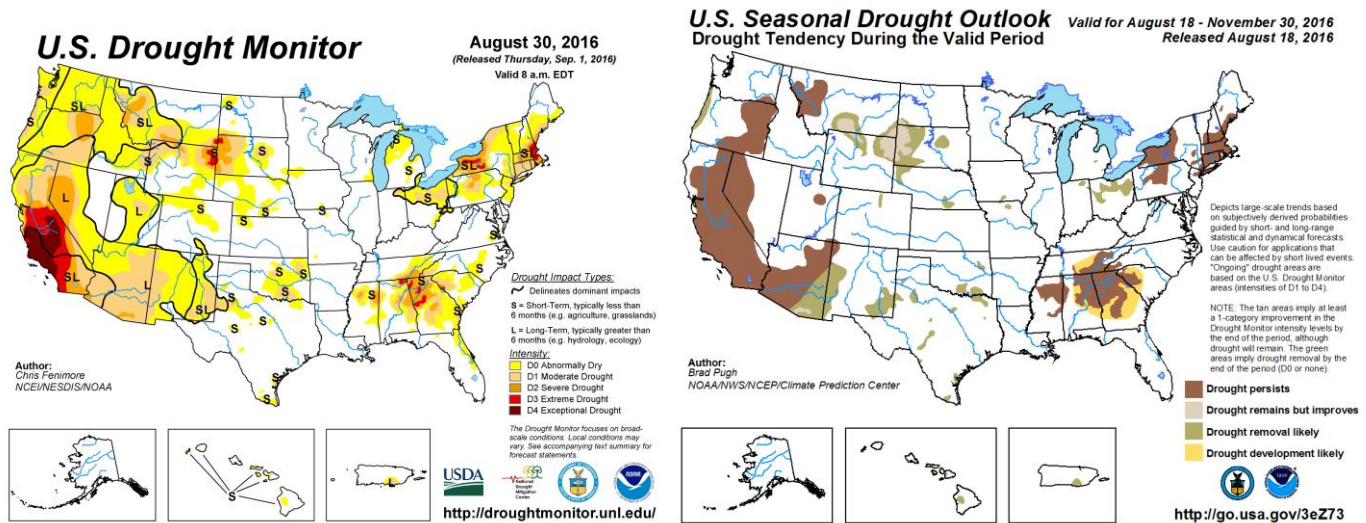 U.S. Drought Monitor
August 30, 2016
(Released Thursday, Sep. 1, 2016)
Valid 8 a.m. EDT
S
SL
SL
S
S
S
S
S
S
SL
SL
S
L
L
S
S
S
S
S
S
SL
L
SL
S
S
S
S
S
S
S
S
S
Drought Impact Types:
Delineates dominant impacts
S = Short-Term, typically less than
6 months (e.g. agriculture, grasslands)
L = Long-Term, typically greater than
6 months (e.g. hydrology, ecology)
Intensity:
D0 Abnormally Dry
D1 Moderate Drought
D2 Severe Drought
D3 Extreme Drought
D4 Exceptional Drought
Author:
Chris Fenimore
NCEI/NESDIS/NOAA
The Drought Monitor focuses on broad-
scale conditions. Local conditions may
vary. See accompanying text summary for
forecast statements.
S
L
USDA
National
Drought
Mitigation
Center
NOAA
http://droughtmonitor.unl.edu/
U.S. Seasonal Drought Outlook
Drought Tendency During the Valid Period
Valid for August 18 - November 30, 2016
Released August 18, 2016
Depicts large-scale trends based
on subjectively derived probabilities
guided by short- and long-range
statistical and dynamical forecasts.
Use caution for applications that
can be affected by short lived events.
"Ongoing" drought areas are
based on the U.S. Drought Monitor
areas (intensities of D1 to D4).
NOTE: The tan areas imply at least
a 1-category improvement in the
Drought Monitor intensity levels by
the end of the period, although
drought will remain. The green
areas imply drought removal by the
end of the period (D0 or none).
Author:
Brad Pugh
NOAA/NWS/NCEP/Climate Prediction Center
Drought persists
Drought remains but improves
Drought removal likely
Drought development likely
http://go.usa.gov/3eZ73